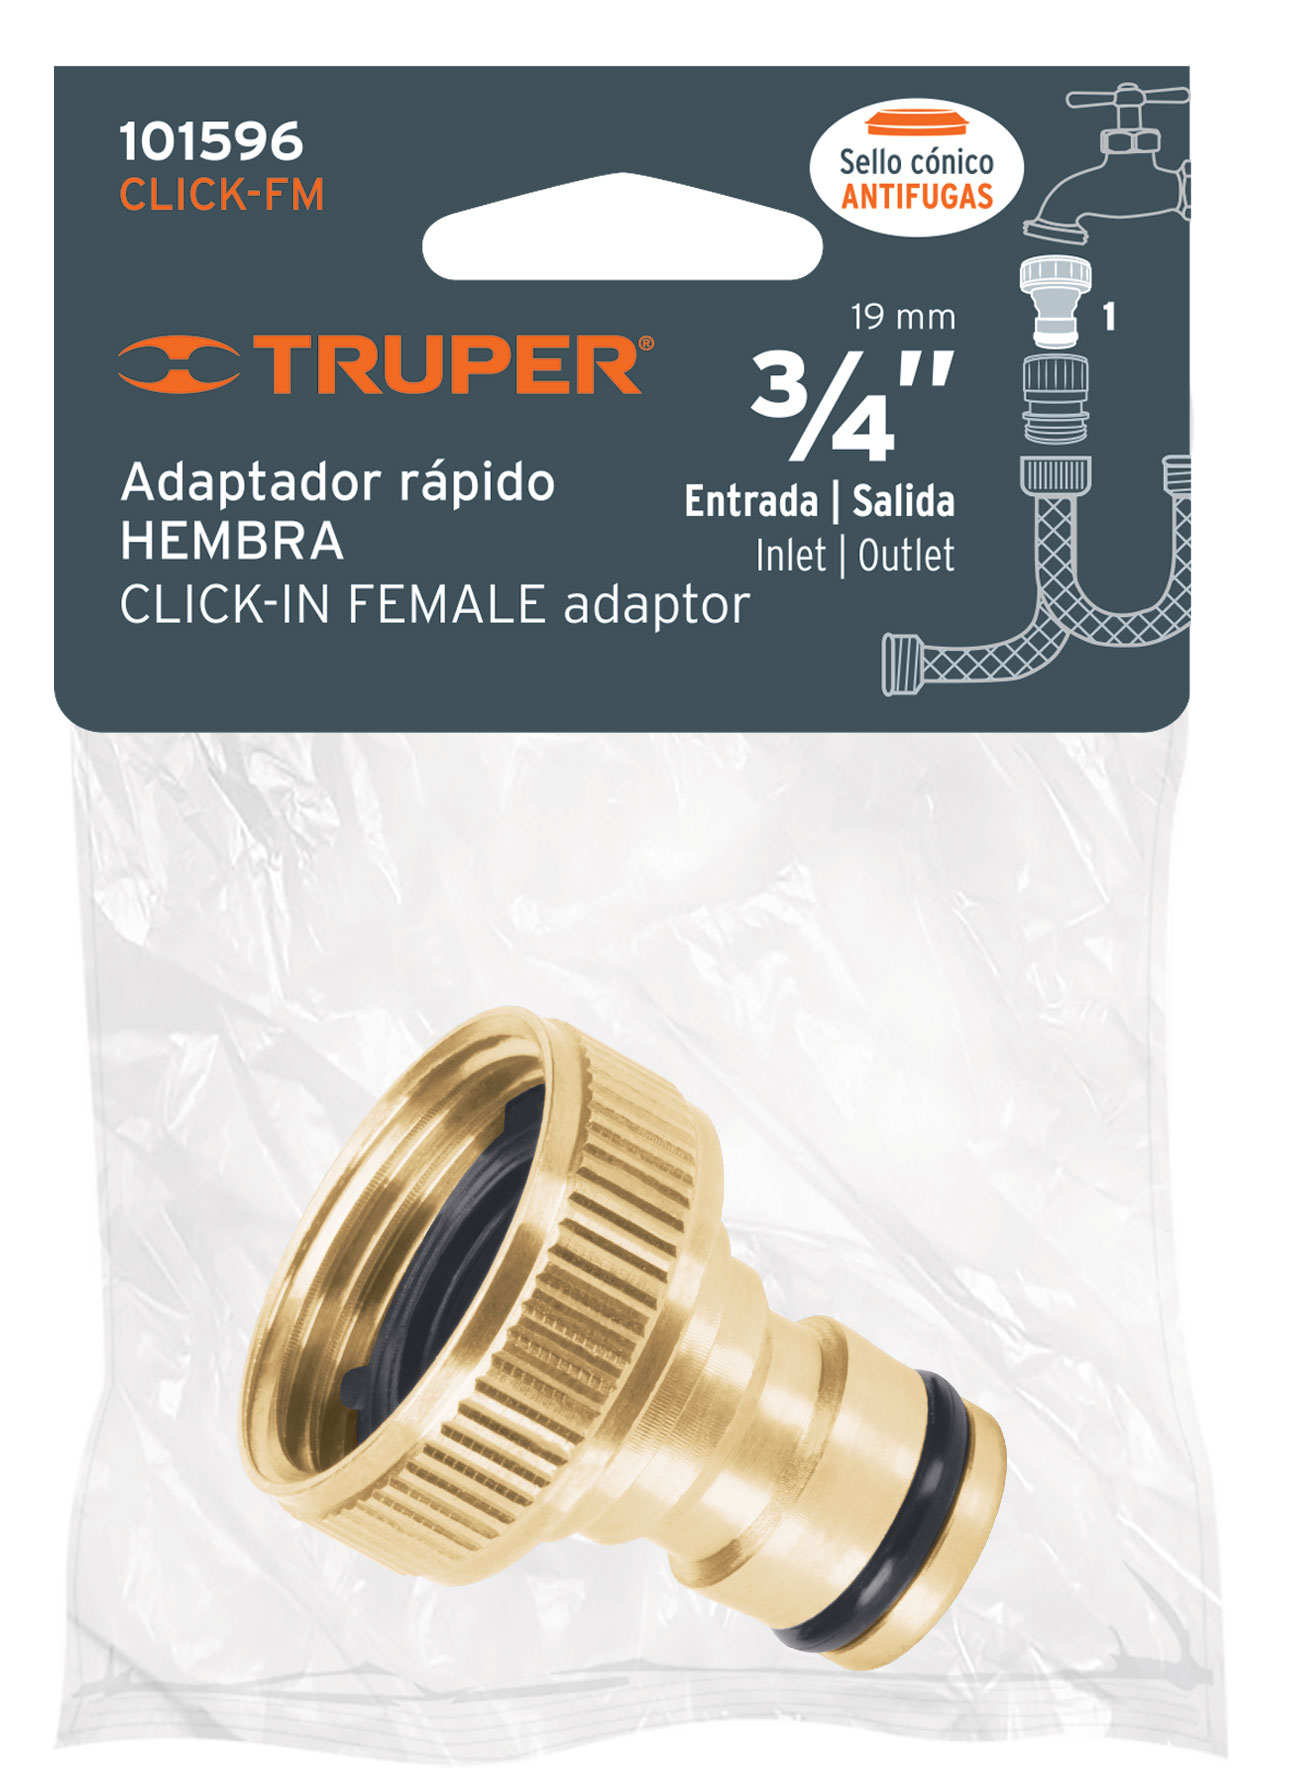 101596
CLICK-FM
Sello cónico
ANTIFUGAS
19 mm
1
3/4"
TRUPER®
Adaptador rápido
HEMBRA
CLICK-IN FEMALE adaptor
Entrada | Salida
Inlet | Outlet